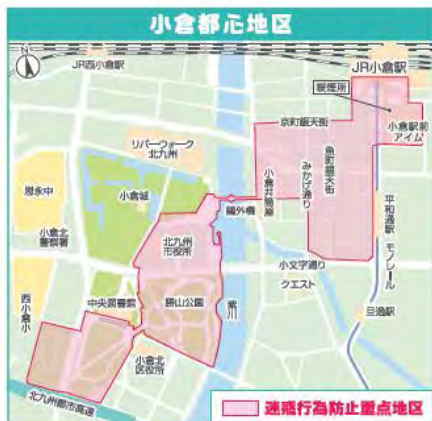 小倉都心地区
JR西小倉駅
JR小倉駅
喫煙所
京町銀天街
小倉駅前
アイム
リバーウォーク
北九州
魚町銀天街
みかげ通り
小倉井筒屋
小倉城
思永中
鷗外橋
平和通駅
モノレール
小倉北
警察署
北九州
市役所
小文字通り
クエスト
中央図書館
勝山公園
紫川
旦過駅
西小倉小
小倉北
区役所
北九州都市高速
迷惑行為防止重点地区